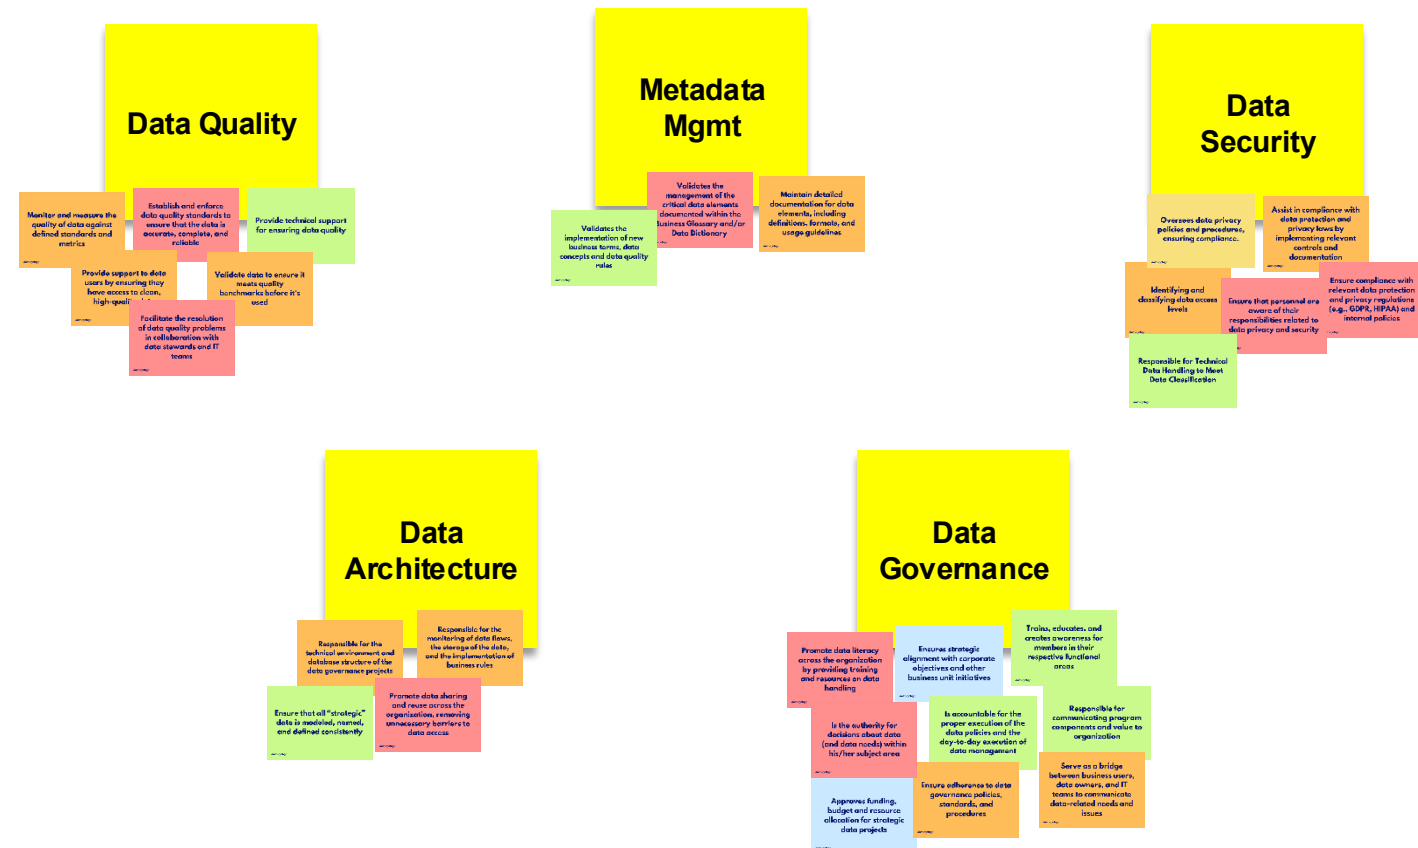 Data Quality
Monitor and measure the
quality of data against
defined standards and
metrics
Establish and enforce
data quality standards to
ensure that the data is
accurate, complete, and
reliable
Provide technical support
for ensuring data quality
Provide support to data
users by ensuring they
have access to clean,
Validate data to ensure it
meets quality
benchmarks before it's
used
Facilitate the resolution
of data quality problems
in collaboration with
data stewards and IT
teams
Metadata
Mgmt
Validates the
management of the
critical data elements
documented within the
Business Glossary and/or
Data Dictionary
Maintain detailed
documentation for data
elements, including
definitions, formats, and
usage guidelines
Validates the
implementation of new
business terms, data
concepts and data quality
rules
Data
Security
Oversees data privacy
policies and procedures,
ensuring compliance.
Assist in compliance with
data protection and
privacy laws by
implementing relevant
controls and
documentation
Identifying and
classifying data access
levels
Ensure that personnel are
aware of their
responsibilities related to
data privacy and security
Ensure compliance with
relevant data protection
and privacy regulations
(e.g., GDPR, HIPAA) and
internal policies
Responsible for Technical
Data Handling to Meet
Data Classification
Data
Architecture
Responsible for the
technical environment and
database structure of the
data governance projects
Responsible for the
monitoring of data flows,
the storage of the data,
and the implementation of
business rules
Ensure that all "strategic"
data is modeled, named,
and defined consistently
Promote data sharing
and reuse across the
organization, removing
unnecessary barriers to
data access
Data
Governance
Promote data literacy
across the organization
by providing training
and resources on data
handling
Ensures strategic
alignment with corporate
objectives and other
business unit initiatives
Trains, educates, and
creates awareness for
members in their
respective functional
areas
Is the authority for
decisions about data
(and data needs) within
his/her subject area
Is accountable for the
proper execution of the
data policies and the
day-to-day execution of
data management
Responsible for
communicating program
components and value to
organization
Approves funding,
budget and resource
allocation for strategic
data projects
Ensure adherence to data
governance policies,
standards, and
procedures
Serve as a bridge
between business users,
data owners, and IT
teams to communicate
data-related needs and
issues